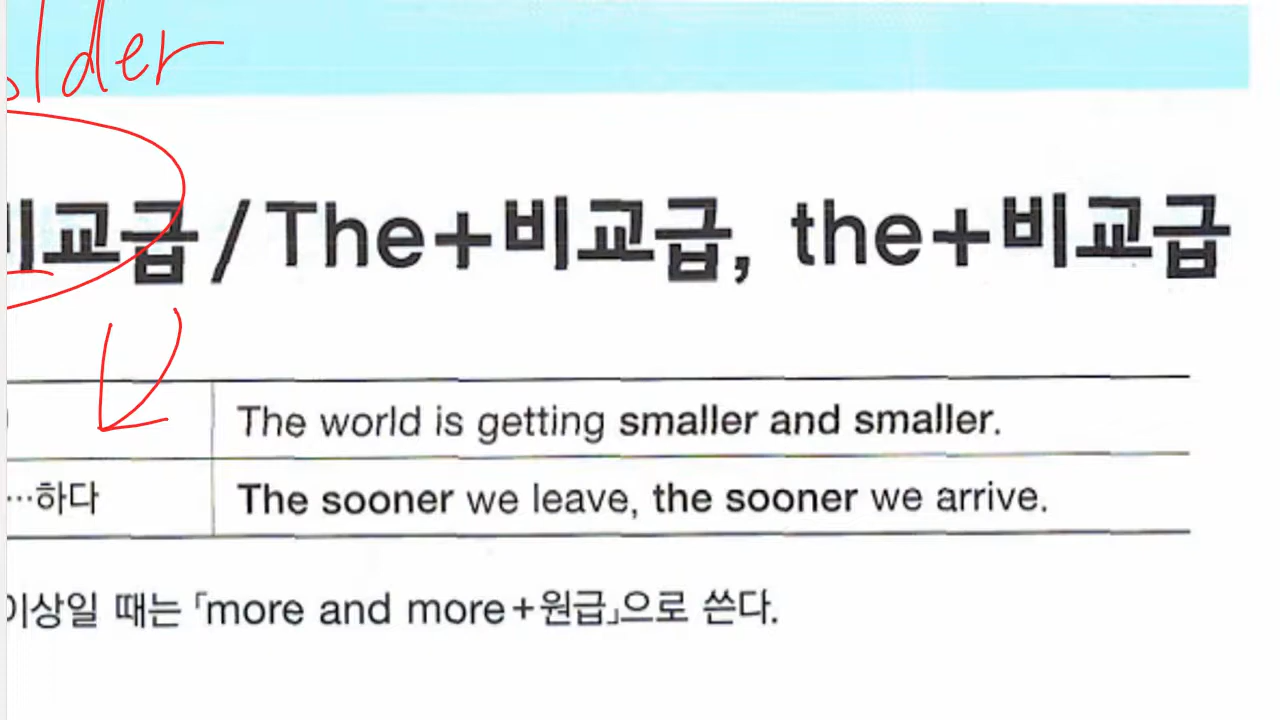 older
비교급 / The+비교급, the+비교급
The world is getting smaller and smaller.
…하다 The sooner we leave, the sooner we arrive.
이상일 때는 「more and more+원급」으로 쓴다.